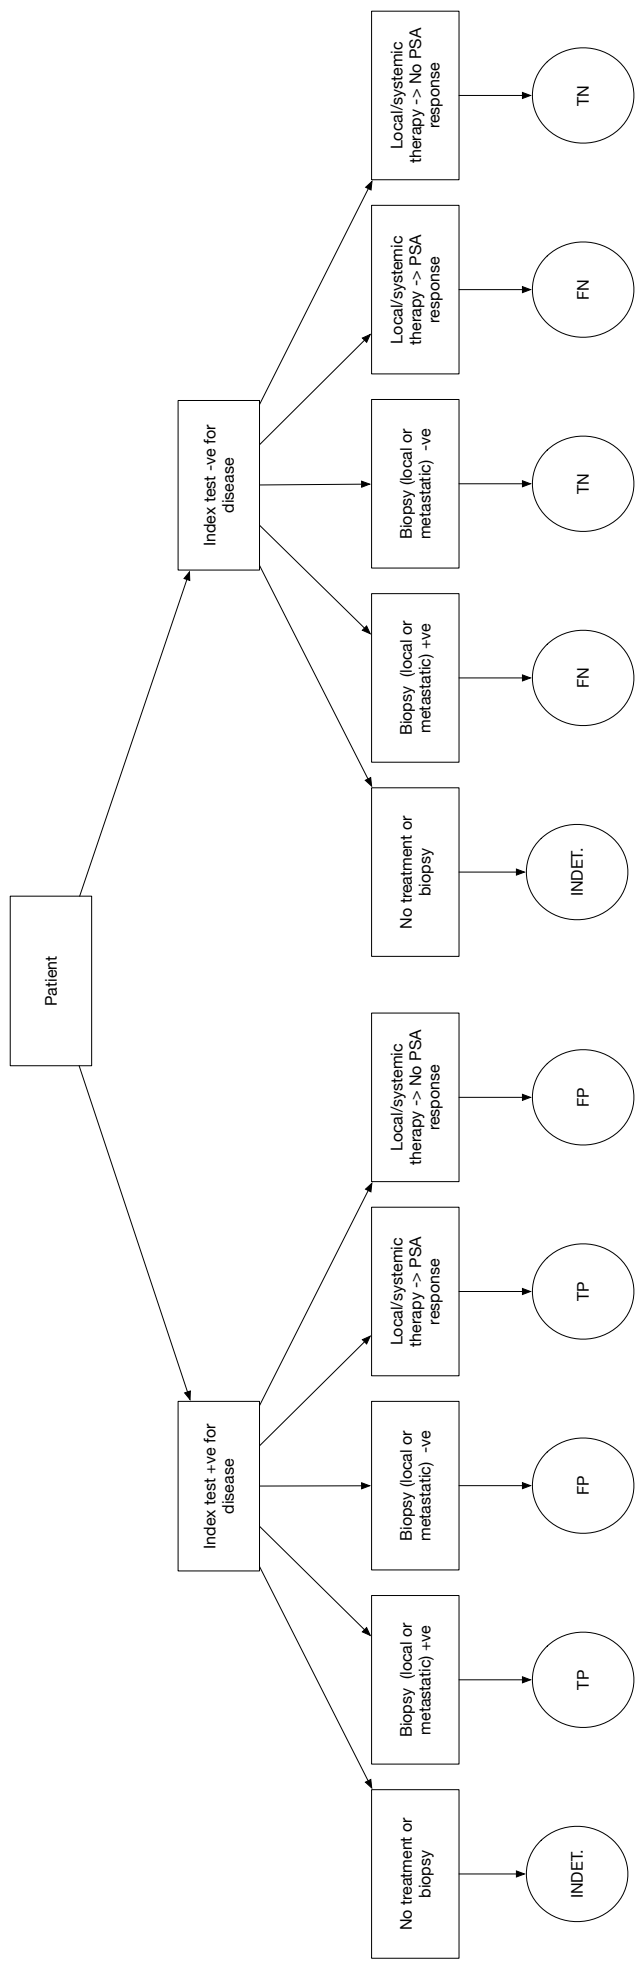 Patient
Index test +ve for
disease
Index test -ve for
disease
No treatment or
biopsy
Biopsy (local or
metastatic) +ve
Biopsy (local or
metastatic) -ve
Local/systemic
therapy -> PSA
response
Local/systemic
therapy -> No PSA
response
No treatment or
biopsy
Biopsy (local or
metastatic) +ve
Biopsy (local or
metastatic) -ve
Local/systemic
therapy -> PSA
response
Local/systemic
therapy -> No PSA
response
INDET.
TP
FP
TP
FP
INDET.
FN
TN
FN
TN